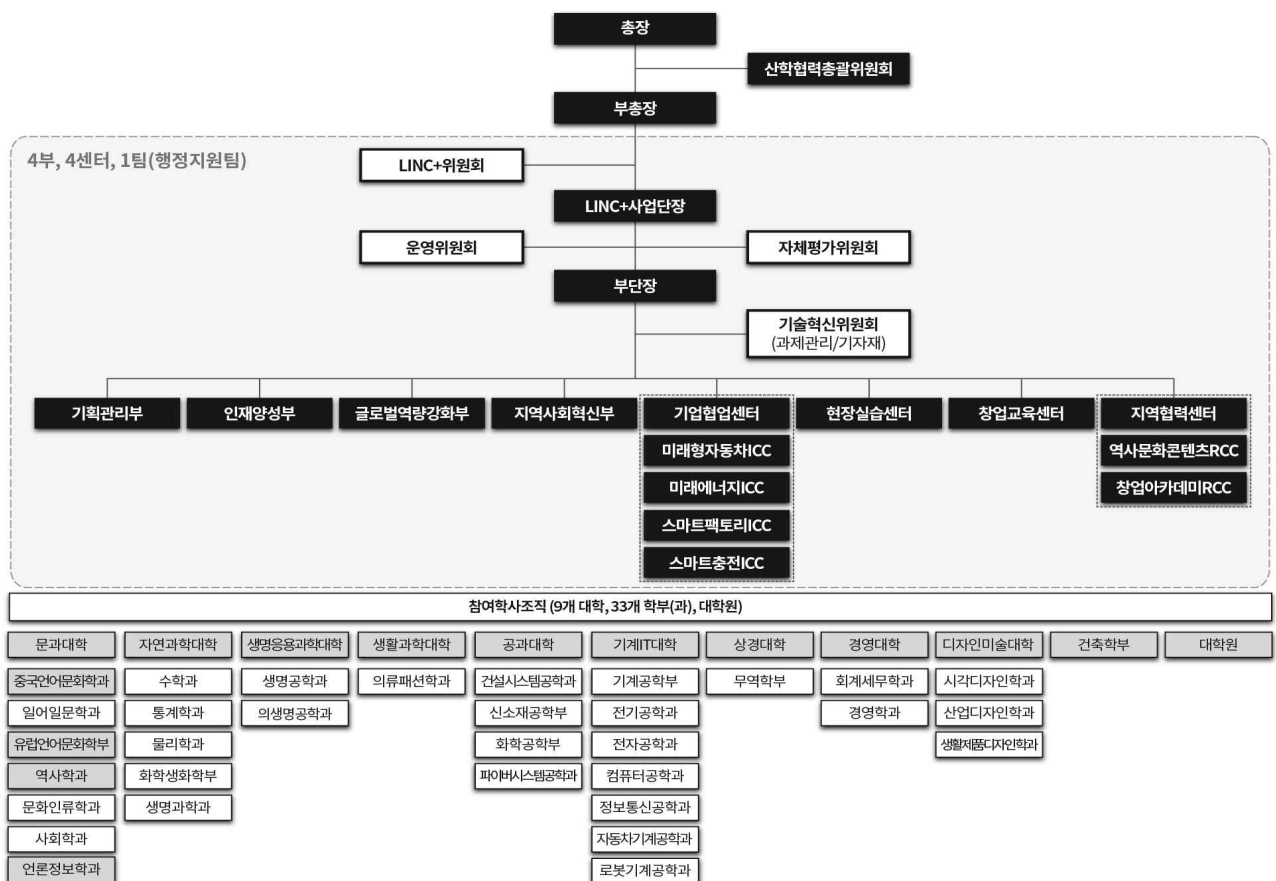 총장
산학협력총괄위원회
부총장
4부, 4센터, 1팀(행정지원팀)
LINC+위원회
LINC+사업단장
운영위원회
자체평가위원회
부단장
기술혁신위원회
(과제관리/기자재)
기획관리부
인재양성부
글로벌역량강화부
지역사회혁신부
기업협업센터
현장실습센터
창업교육센터
지역협력센터
미래형자동차ICC
역사문화콘텐츠RCC
미래에너지ICC
창업아카데미RCC
스마트팩토리ICC
스마트충전ICC
참여학사조직 (9개 대학, 33개 학부(과), 대학원)
문과대학
자연과학대학
생명응용과학대학
생활과학대학
공과대학
기계IT대학
상경대학
경영대학
디자인미술대학
건축학부
대학원
중국언어문화학과
수학과
생명공학과
의류패션학과
건설시스템공학과
기계공학부
무역학부
회계세무학과
시각디자인학과
일어일문학과
통계학과
의생명공학과
신소재공학부
전기공학과
경영학과
산업디자인학과
유럽언어문화학부
물리학과
화학공학부
전자공학과
생활제품디자인학과
역사학과
화학생화학부
파이버시스템공학과
컴퓨터공학과
문화인류학과
생명과학과
정보통신공학과
사회학과
자동차기계공학과
언론정보학과
로봇기계공학과